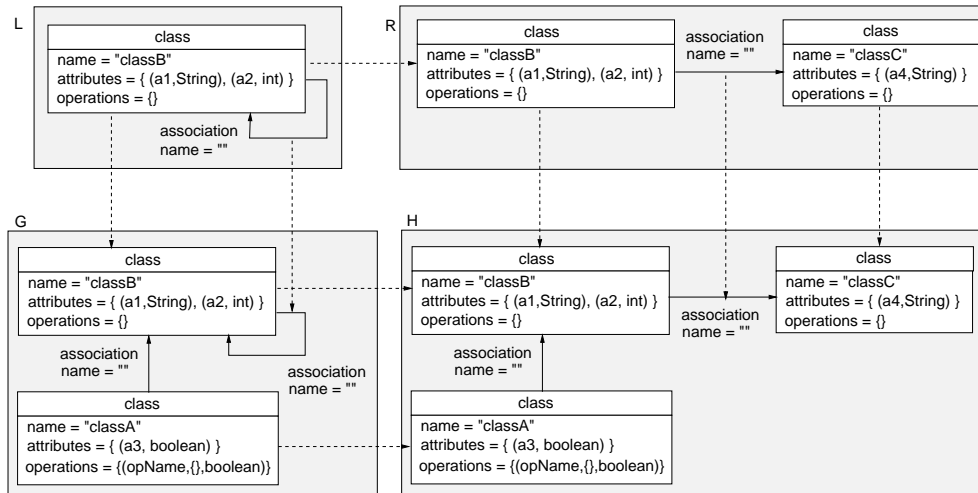 L
class
name = "classB"
attributes = { (a1,String), (a2, int) }
operations = {}
association
name = ""
R
class
name = "classB"
attributes = { (a1,String), (a2, int) }
operations = {}
association
name = ""
class
name = "classC"
attributes = { (a4,String) }
operations = {}
G
class
name = "classB"
attributes = { (a1,String), (a2, int) }
operations = {}
association
name = ""
association
name = ""
class
name = "classA"
attributes = { (a3, boolean) }
operations = {(opName,{},boolean)}
H
class
name = "classB"
attributes = { (a1,String), (a2, int) }
operations = {}
association
name = ""
class
name = "classC"
attributes = { (a4,String) }
operations = {}
association
name = ""
class
name = "classA"
attributes = { (a3, boolean) }
operations = {(opName,{},boolean)}